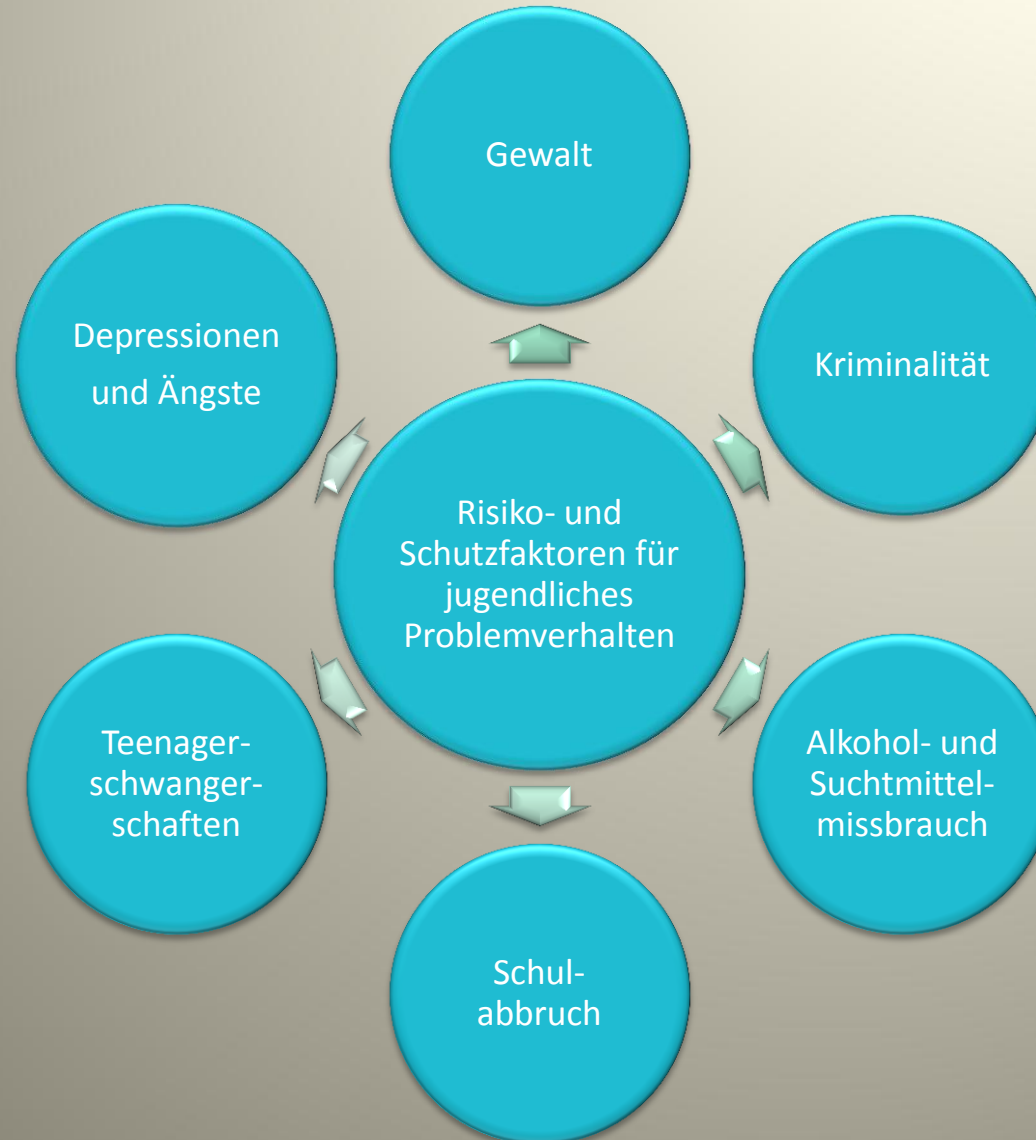 Gewalt
Depressionen
und Ängste
Kriminalität
Risiko- und
Schutzfaktoren für
jugendliches
Problemverhalten
Teenager-
schwanger-
schaften
Alkohol- und
Suchtmittel-
missbrauch
Schul-
abbruch